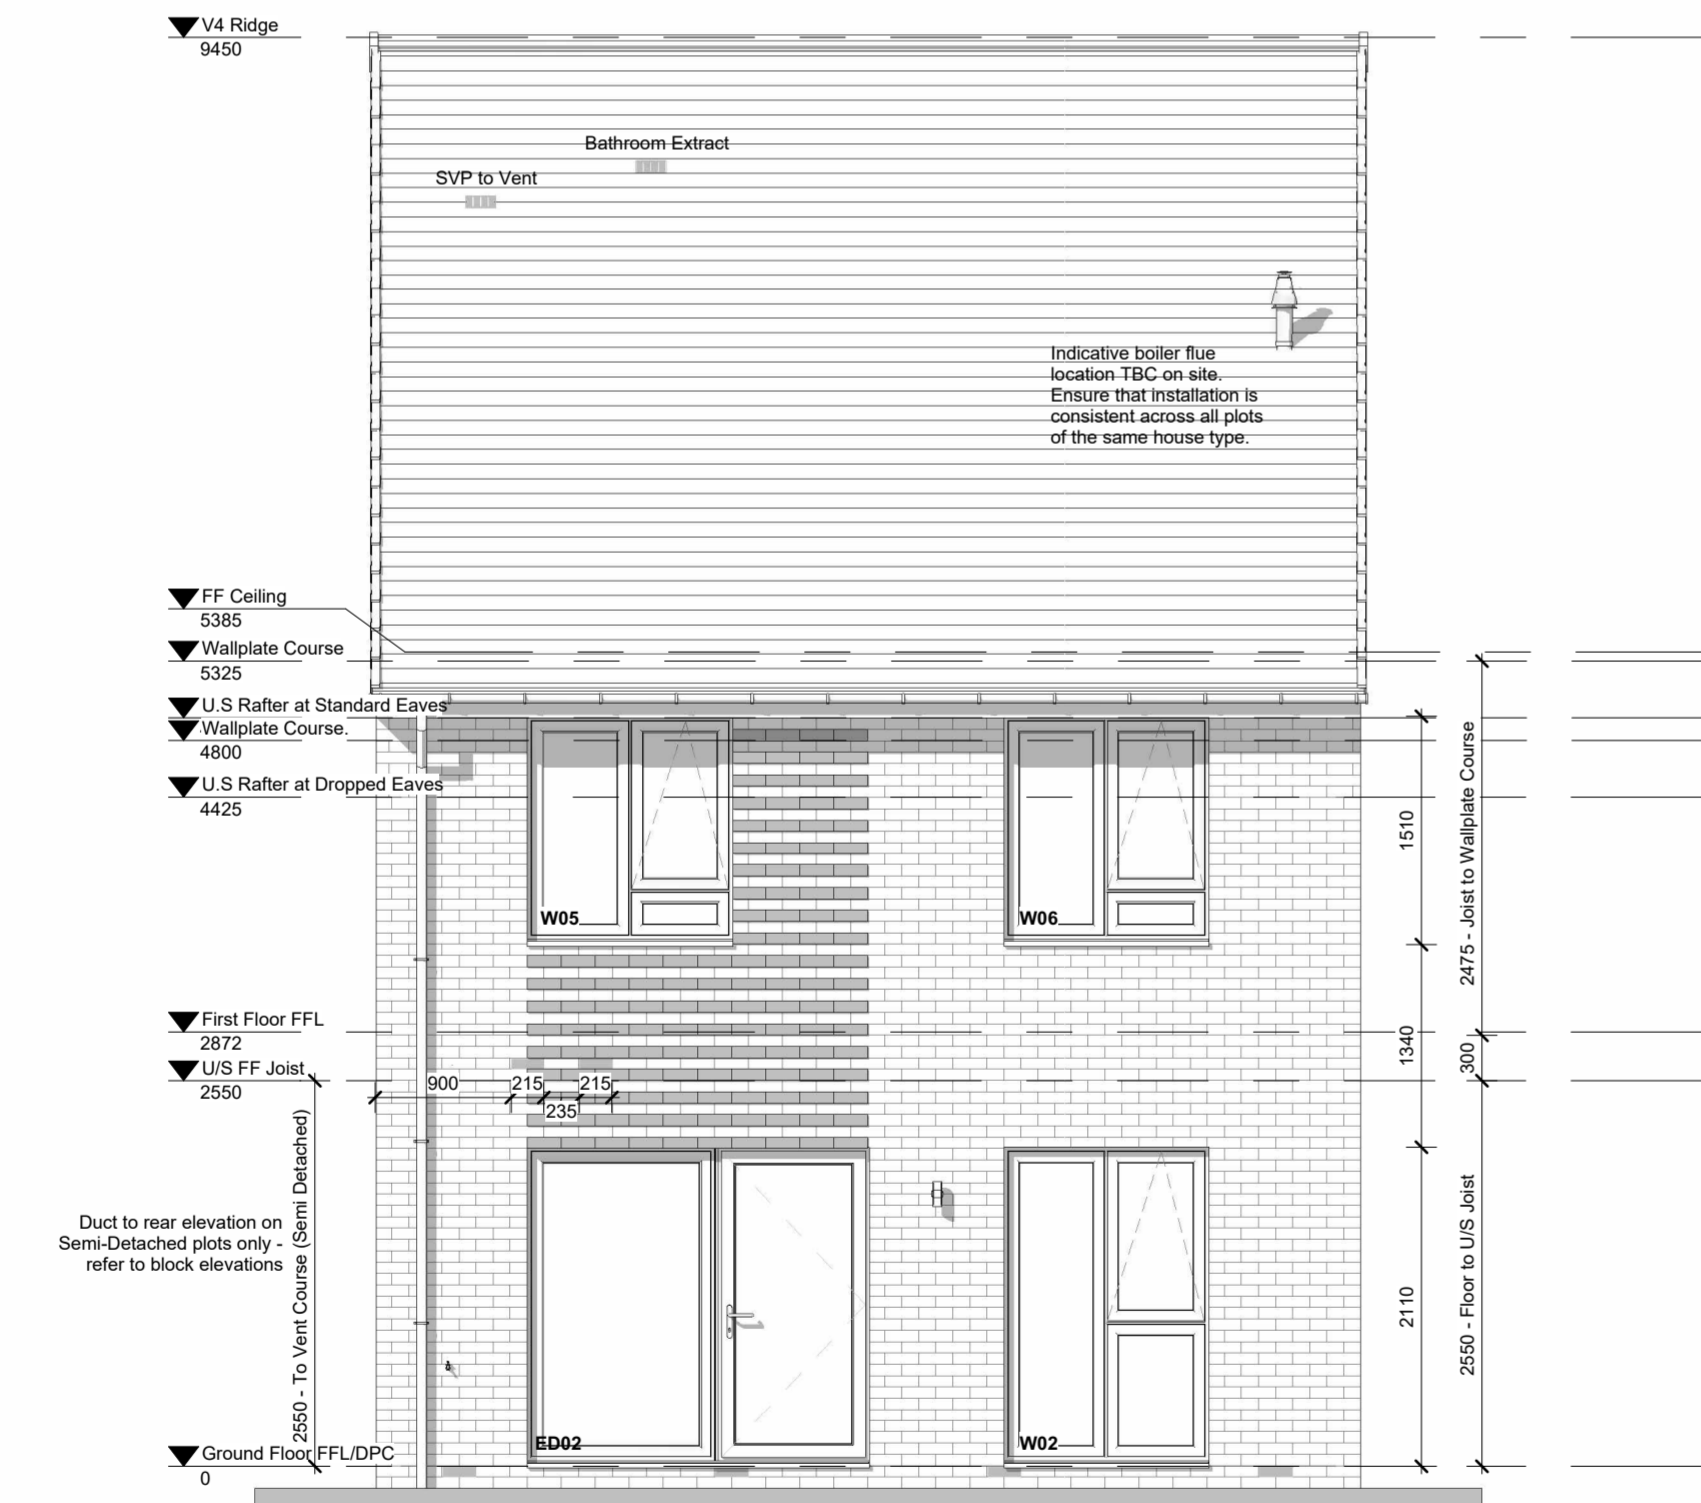 V4 Ridge
9450
Bathroom Extract
SVP to Vent
Indicative boiler flue
location TBC on site.
Ensure that installation is
consistent across all plots
of the same house type.
FF Ceiling
5385
Wallplate Course
5325
U.S Rafter at Standard Eaves
Wallplate Course.
4800
U.S Rafter at Dropped Eaves
4425
W05
W06
1510
2475 - Joist to Wallplate Course
First Floor FFL
2872
U/S FF Joist
2550
900
215
235
215
1340
300
2550 - To Vent Course (Semi Detached)
Duct to rear elevation on
Semi-Detached plots only -
refer to block elevations
2110
2550 - Floor to U/S Joist
ED02
W02
Ground Floor FFL/DPC
0